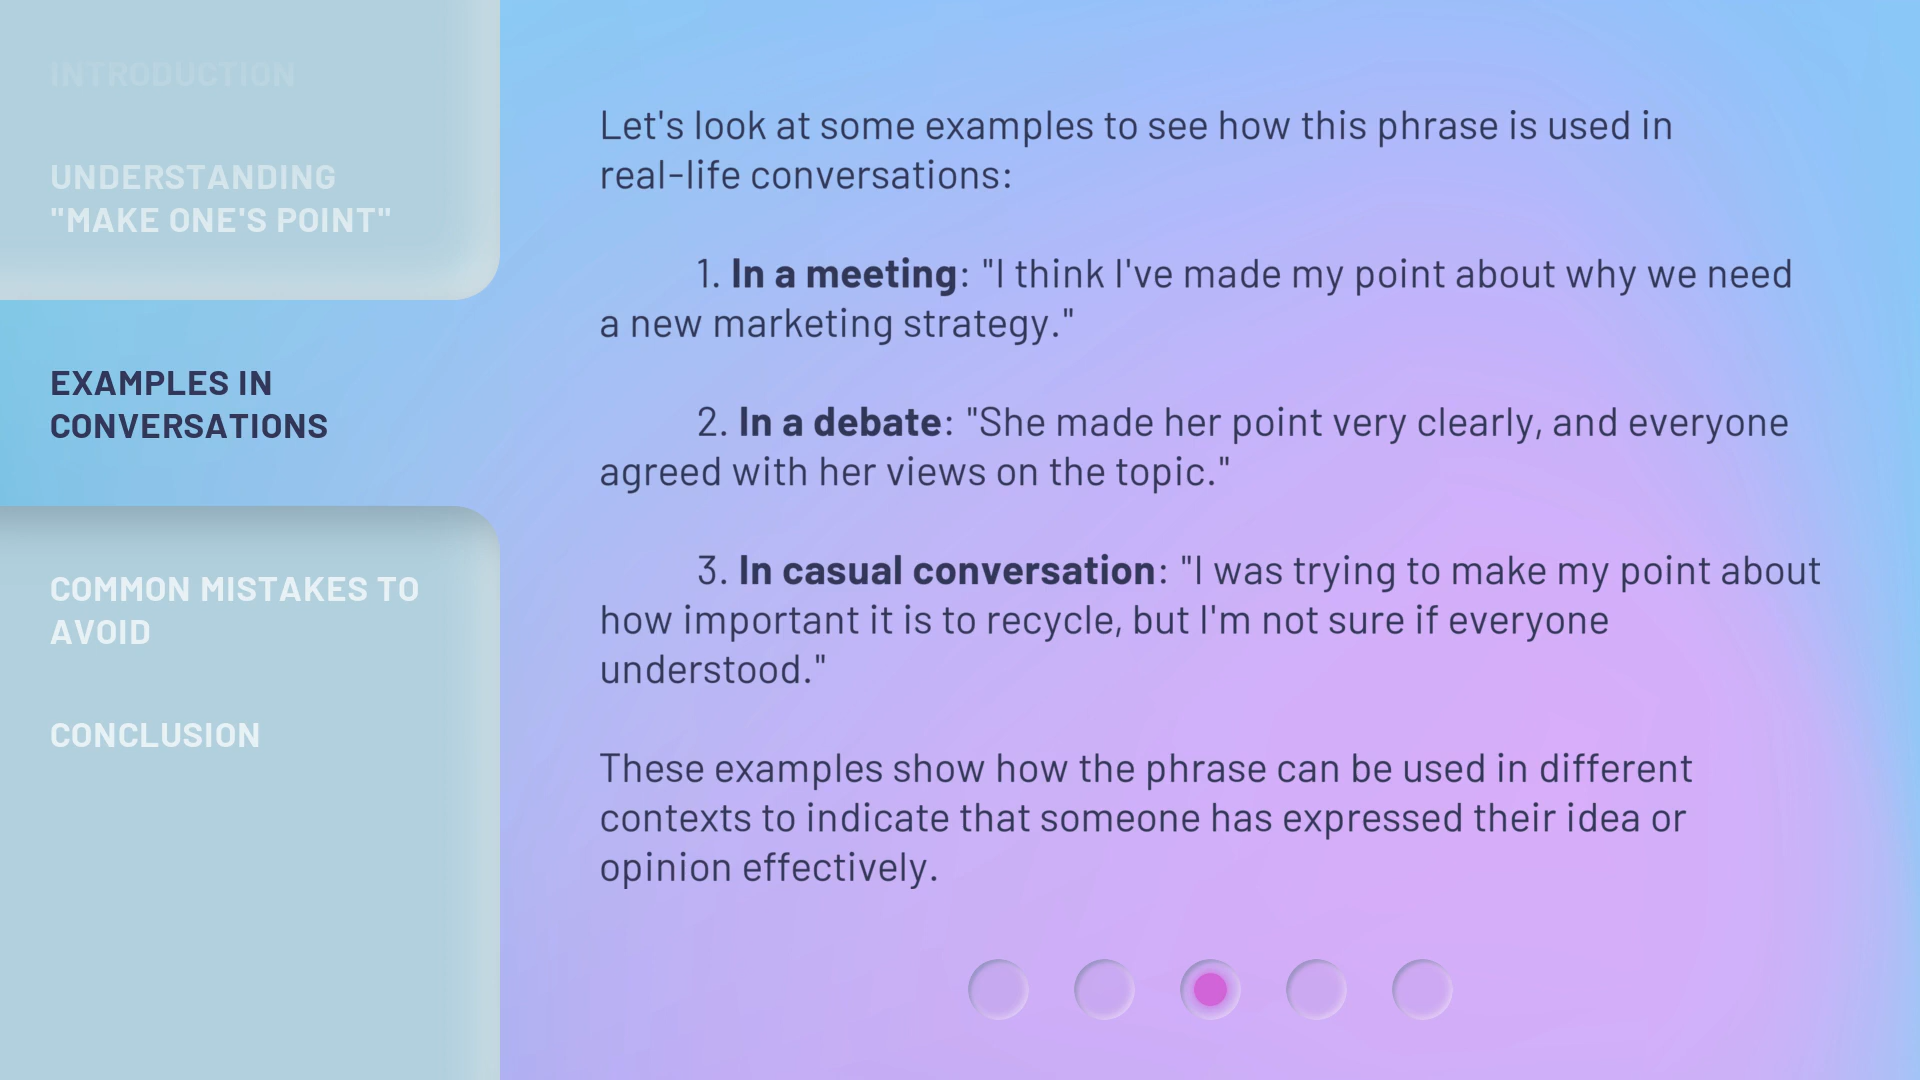 INTRODUCTION
UNDERSTANDING
"MAKE ONE'S POINT"
EXAMPLES IN
CONVERSATIONS
COMMON MISTAKES TO
AVOID
CONCLUSION
Let's look at some examples to see how this phrase is used in
real-life conversations:
1. In a meeting: "I think I've made my point about why we need
a new marketing strategy."
2. In a debate: "She made her point very clearly, and everyone
agreed with her views on the topic."
3. In casual conversation: "I was trying to make my point about
how important it is to recycle, but I'm not sure if everyone
understood."
These examples show how the phrase can be used in different
contexts to indicate that someone has expressed their idea or
opinion effectively.